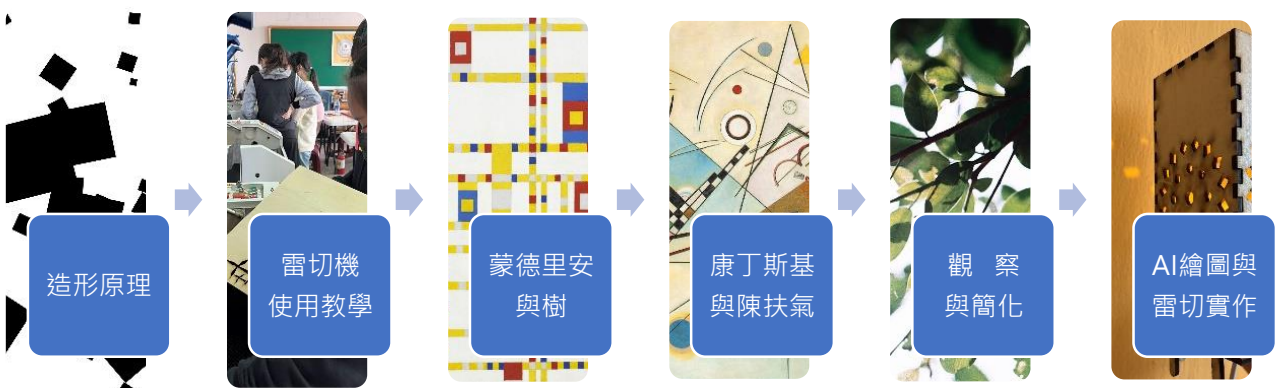 造形原理
雷切機
使用教學
蒙德里安
與樹
康丁斯基
與陳扶氣
觀 察
與簡化
AI繪圖與
雷切實作